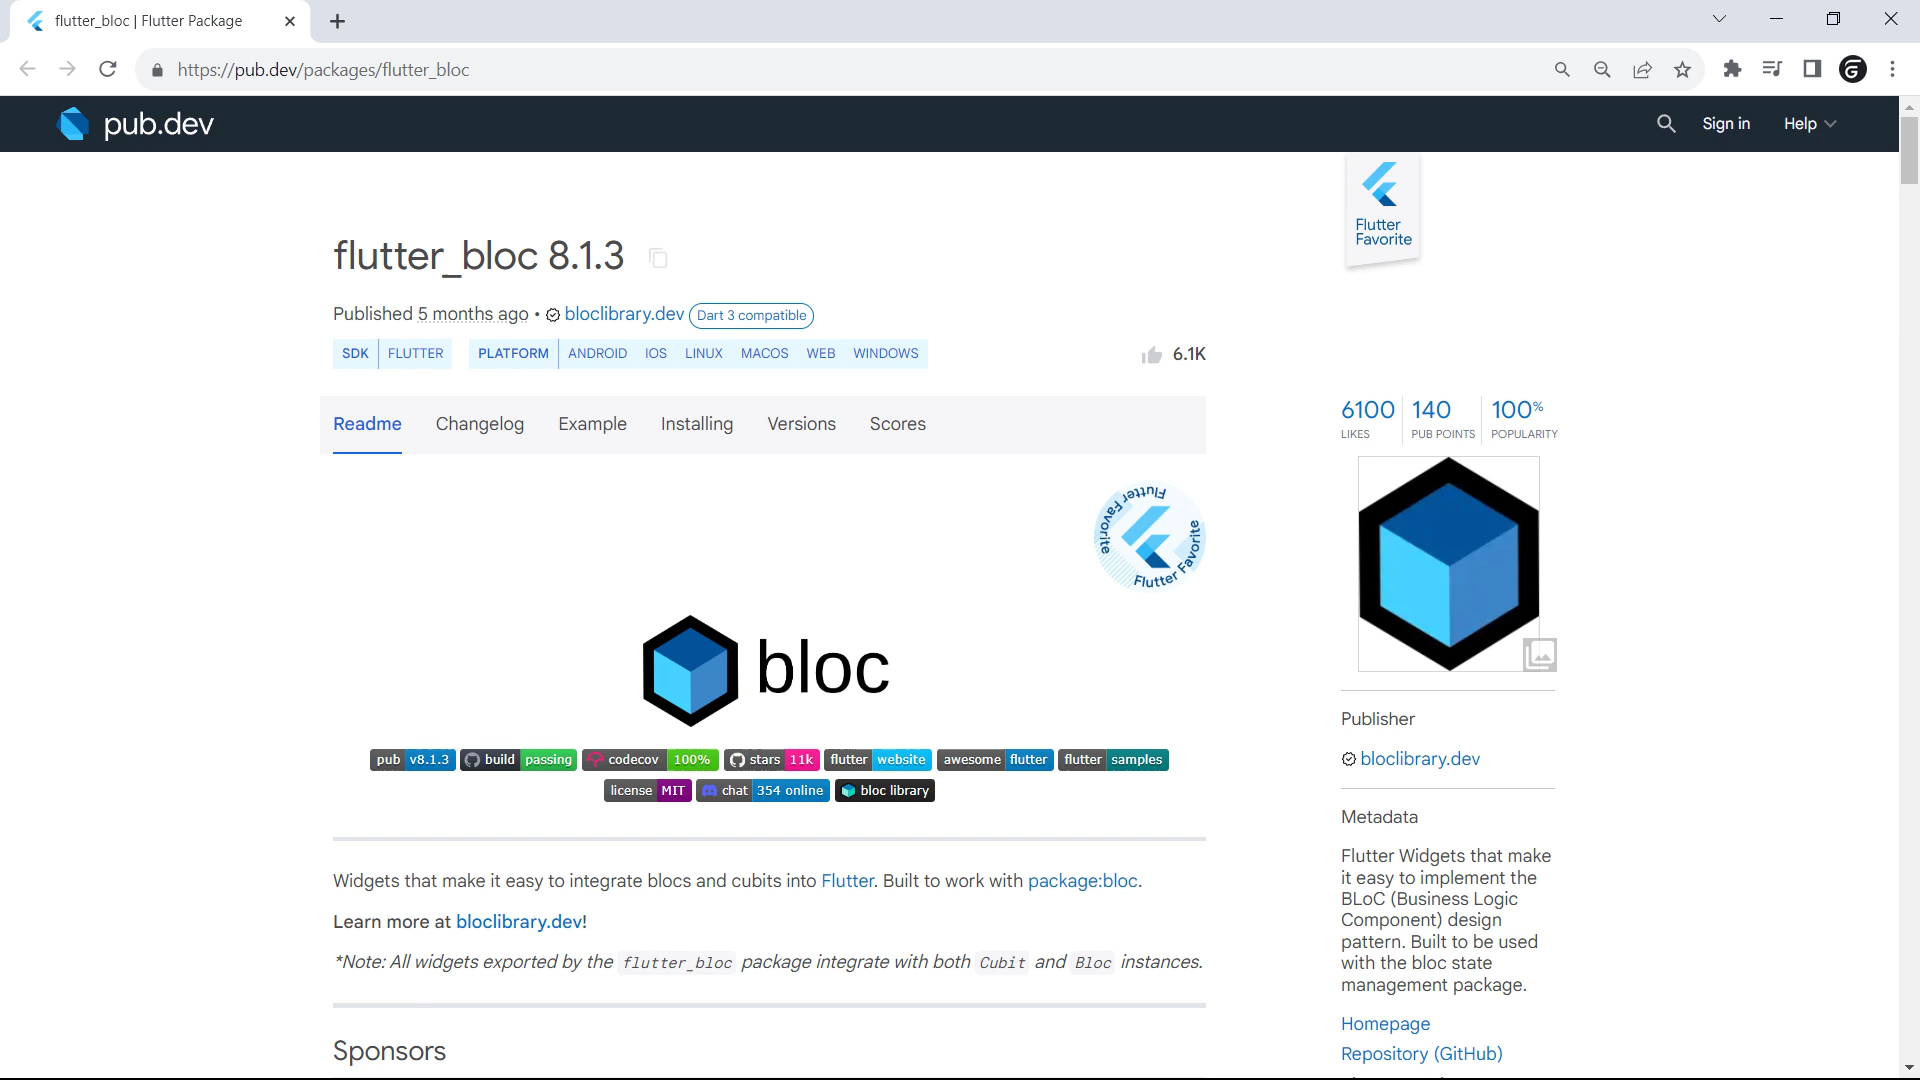 flutter_bloc | Flutter Package
https://pub.dev/packages/flutter_bloc
pub.dev
Sign in
Help
Flutter
Favorite
flutter_bloc 8.1.3
Published 5 months ago • bloclibrary.dev Dart 3 compatible
SDK FLUTTER PLATFORM ANDROID IOS LINUX MACOS WEB WINDOWS
6.1K
Readme Changelog Example Installing Versions Scores
6100 140 100%
LIKES PUB POINTS POPULARITY
Flutter Favorite Flutter Favorite
bloc
pub v8.1.3 build passing codecov 100% stars 11k flutter website awesome flutter flutter samples
license MIT chat 354 online bloc library
Widgets that make it easy to integrate blocs and cubits into Flutter. Built to work with package:bloc.
Learn more at bloclibrary.dev!
*Note: All widgets exported by the flutter_bloc package integrate with both Cubit and Bloc instances.
Sponsors
Publisher
bloclibrary.dev
Metadata
Flutter Widgets that make
it easy to implement the
BLoC (Business Logic
Component) design
pattern. Built to be used
with the bloc state
management package.
Homepage
Repository (GitHub)